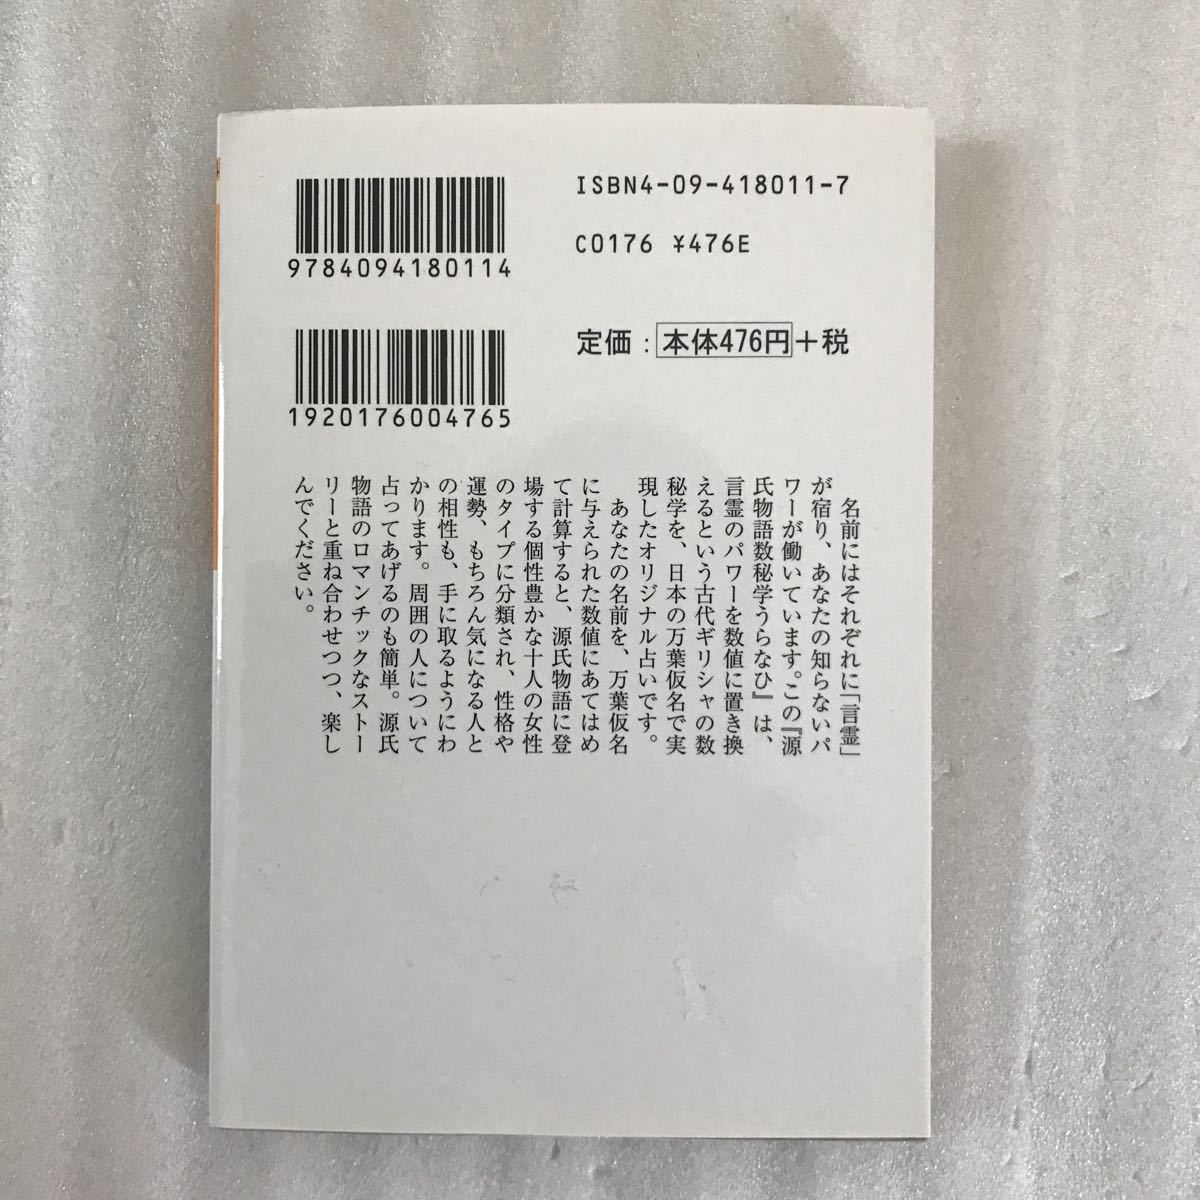 ISBN4-09-418011-7
9784094180114
C0176 ¥476E
定価:本体476円+税
1920176004765
名前にはそれぞれに「言霊」
が宿り、あなたの知らないパ
ワーが働いています。この『源
氏物語数秘学うらなひ』は、
言霊のパワーを数値に置き換
えるという古代ギリシャの数
秘学を、日本の万葉仮名で実
現したオリジナル占いです。
あなたの名前を、万葉仮名
に与えられた数値にあてはめ
て計算すると、源氏物語に登
場する個性豊かな十人の女性
のタイプに分類され、性格や
運勢、もちろん気になる人と
の相性も、手に取るようにわ
かります。周囲の人について
占ってあげるのも簡単。源氏
物語のロマンチックなストー
リーと重ね合わせつつ、楽し
んでください。